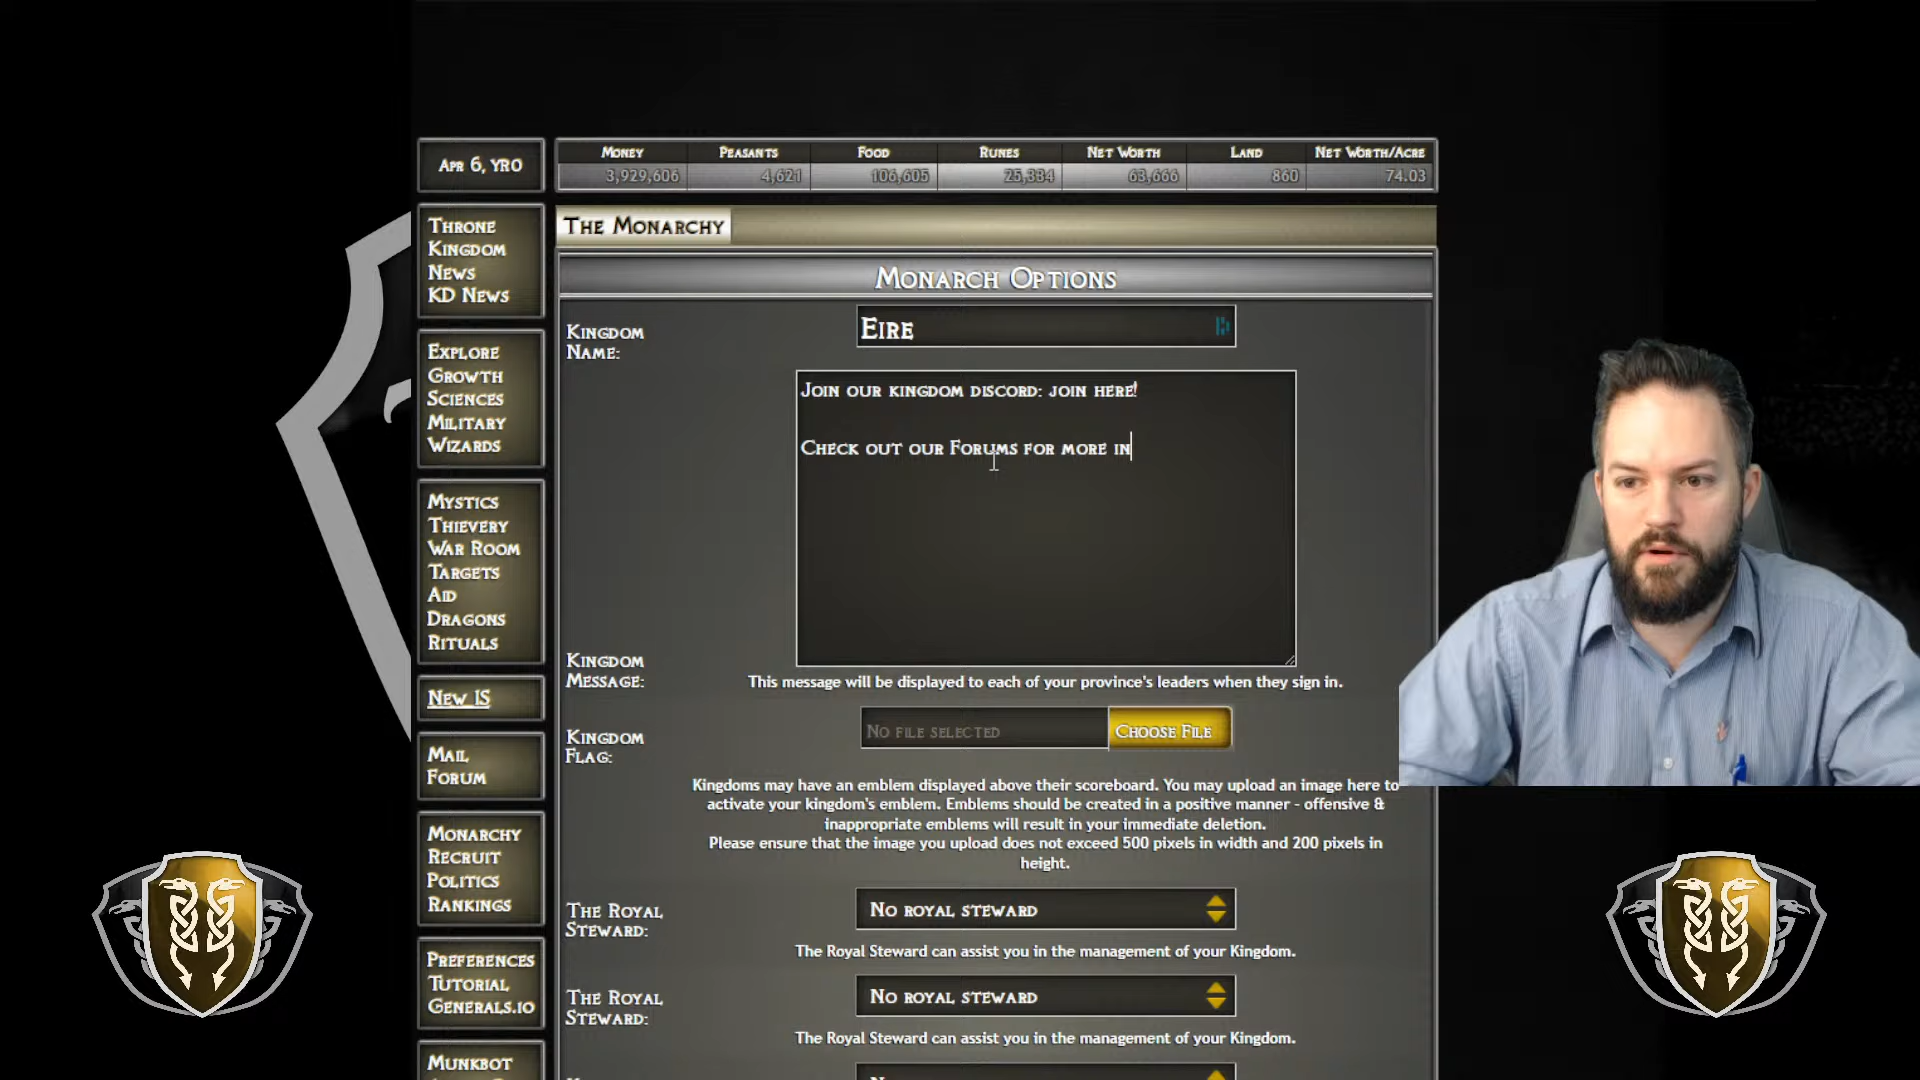 Apr 6, YR0
Money
Peasants
Food
Runes
Net Worth
Land
Net Worth/Acre
3,929,606
4,621
106,605
25,334
63,666
860
74.03
Throne
Kingdom
News
KD News
Explore
Growth
Sciences
Military
Wizards
Mystics
Thievery
War Room
Targets
Aid
Dragons
Rituals
New IS
Mail
Forum
Monarchy
Recruit
Politics
Rankings
Preferences
Tutorial
Generals.io
Munkbot
The Monarchy
Monarch Options
Kingdom
Name:
Eire
Join our kingdom discord: join here!
Check out our Forums for more in
Kingdom
Message:
This message will be displayed to each of your province's leaders when they sign in.
Kingdom
Flag:
No file selected
Choose File
Kingdoms may have an emblem displayed above their scoreboard. You may upload an image here to
activate your kingdom's emblem. Emblems should be created in a positive manner - offensive &
inappropriate emblems will result in your immediate deletion.
Please ensure that the image you upload does not exceed 500 pixels in width and 200 pixels in
height.
The Royal
Steward:
No royal steward
The Royal Steward can assist you in the management of your Kingdom.
The Royal
Steward:
No royal steward
The Royal Steward can assist you in the management of your Kingdom.